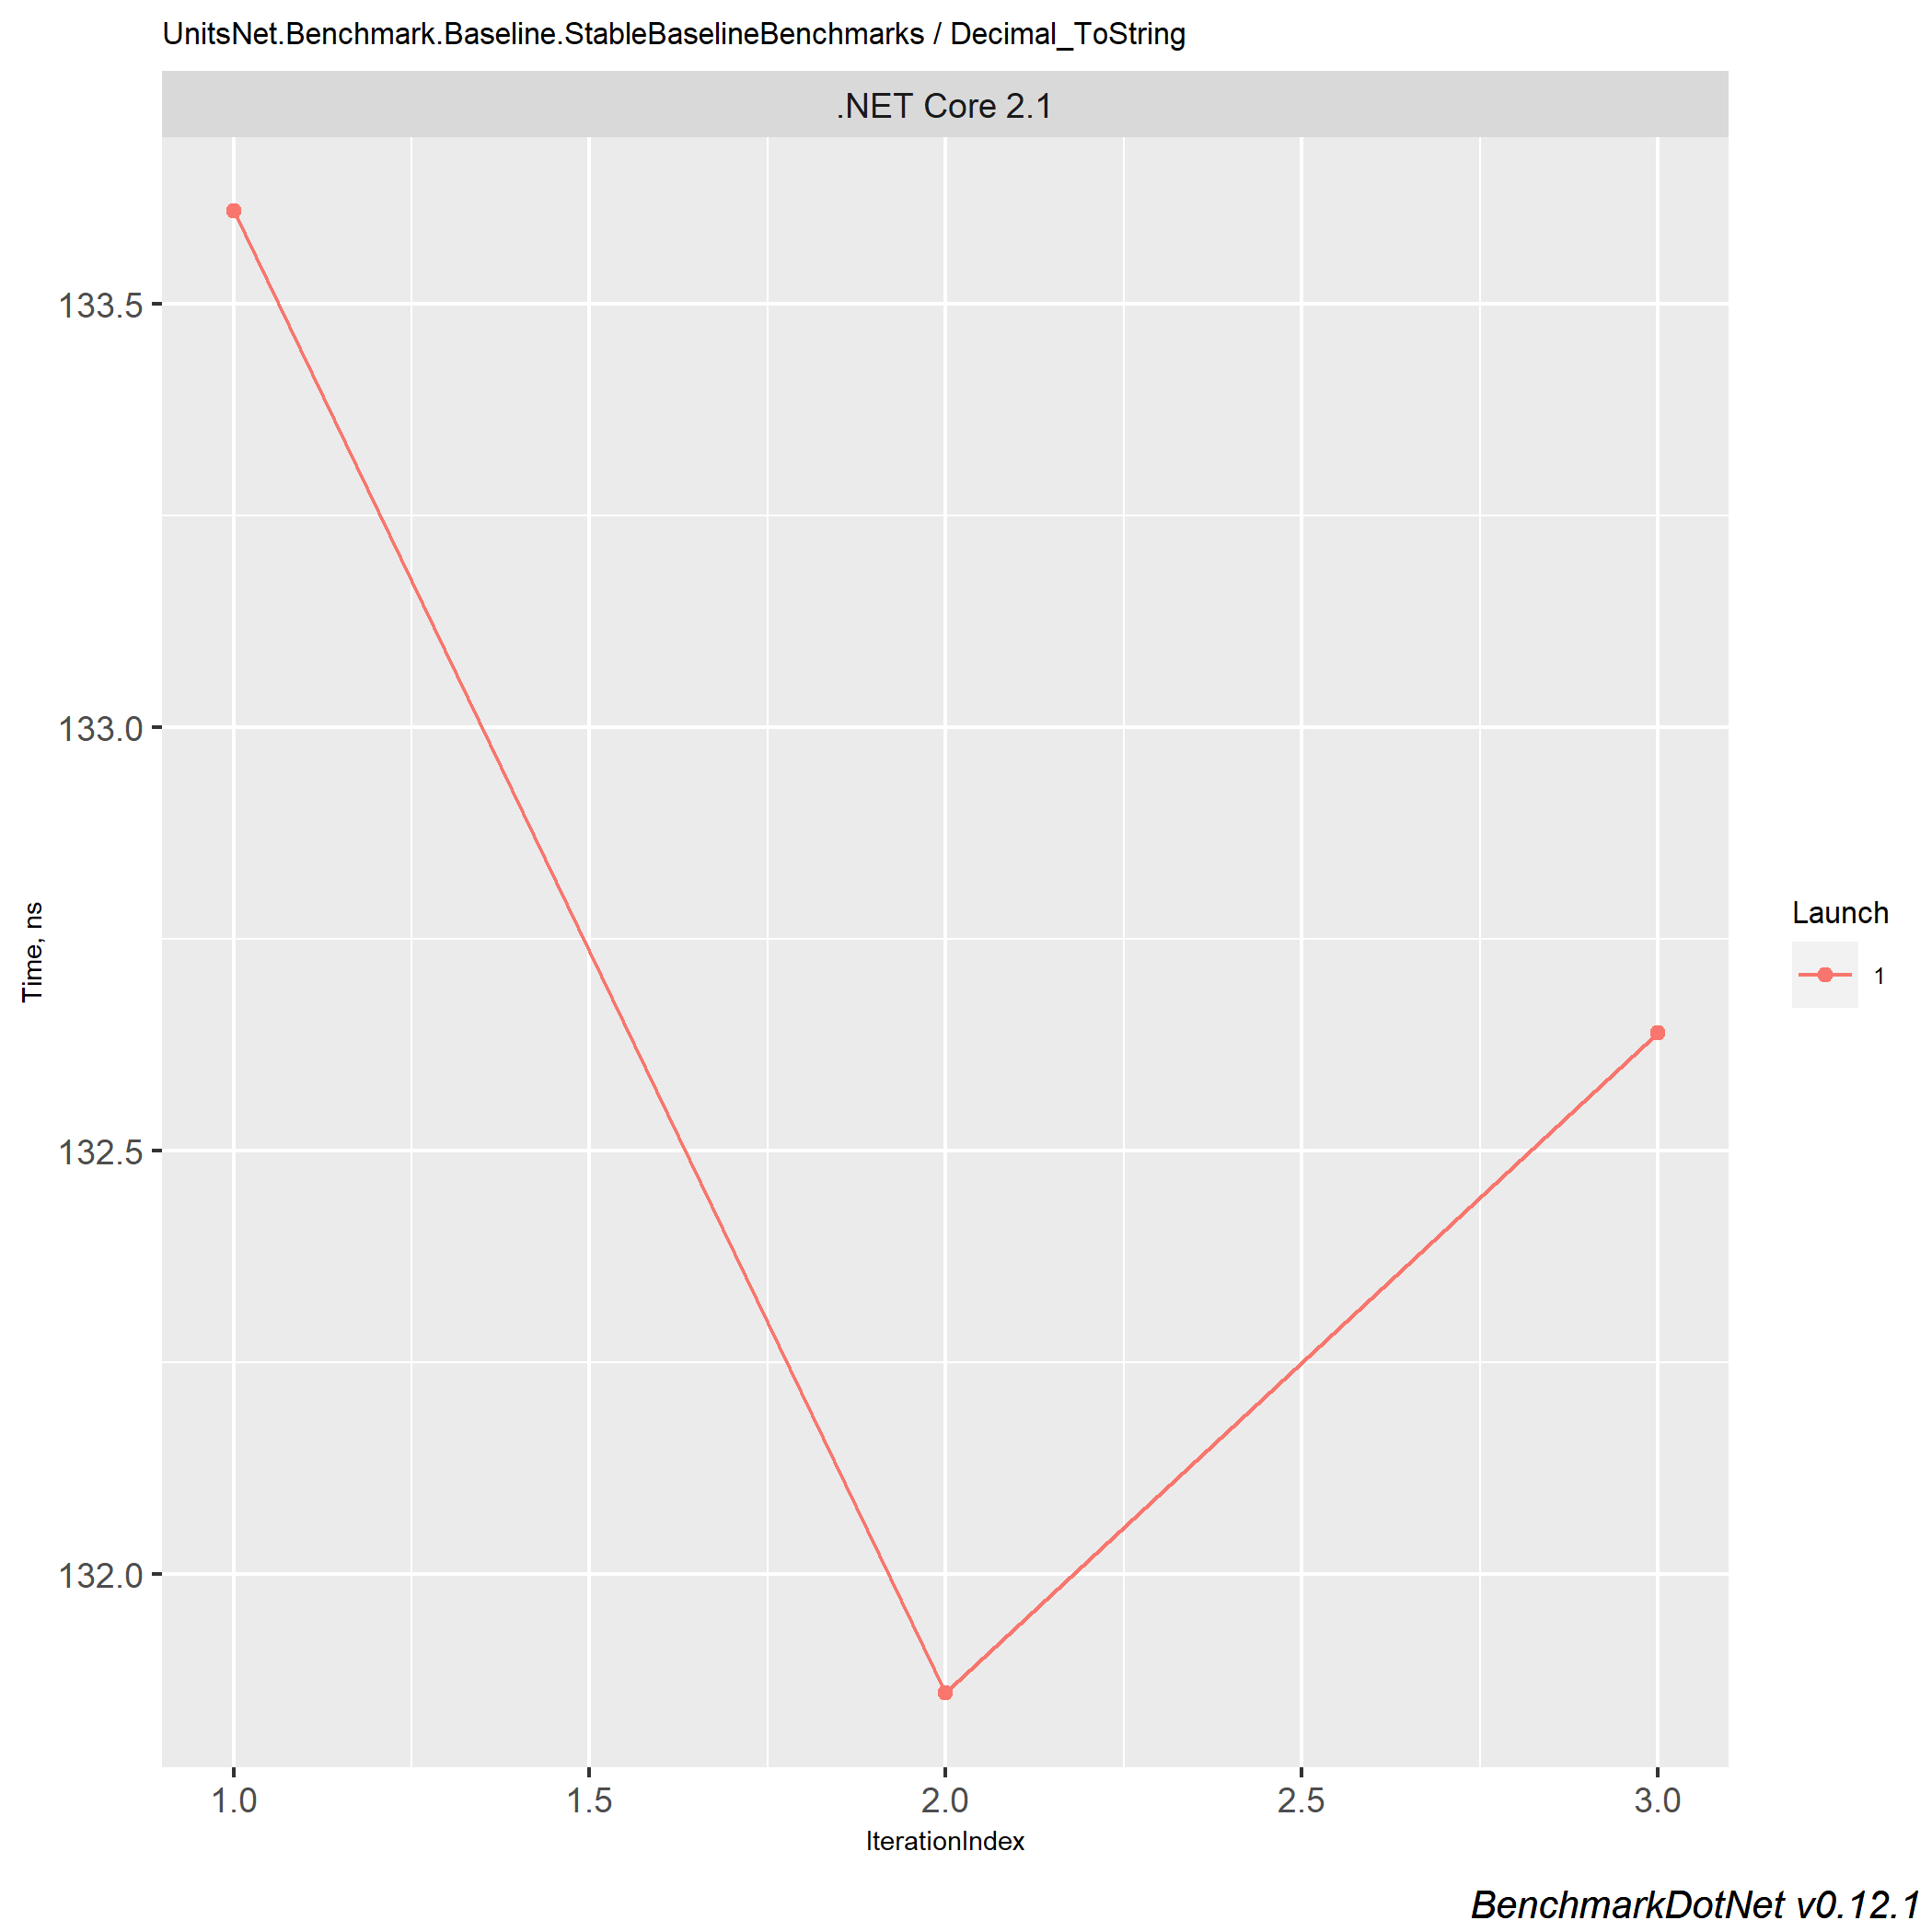 UnitsNet.Benchmark.Baseline.StableBaselineBenchmarks / Decimal_ToString
.NET Core 2.1
133.5
133.0
132.5
132.0
Time, ns
1.0 1.5 2.0 2.5 3.0
IterationIndex
Launch
1
BenchmarkDotNet v0.12.1